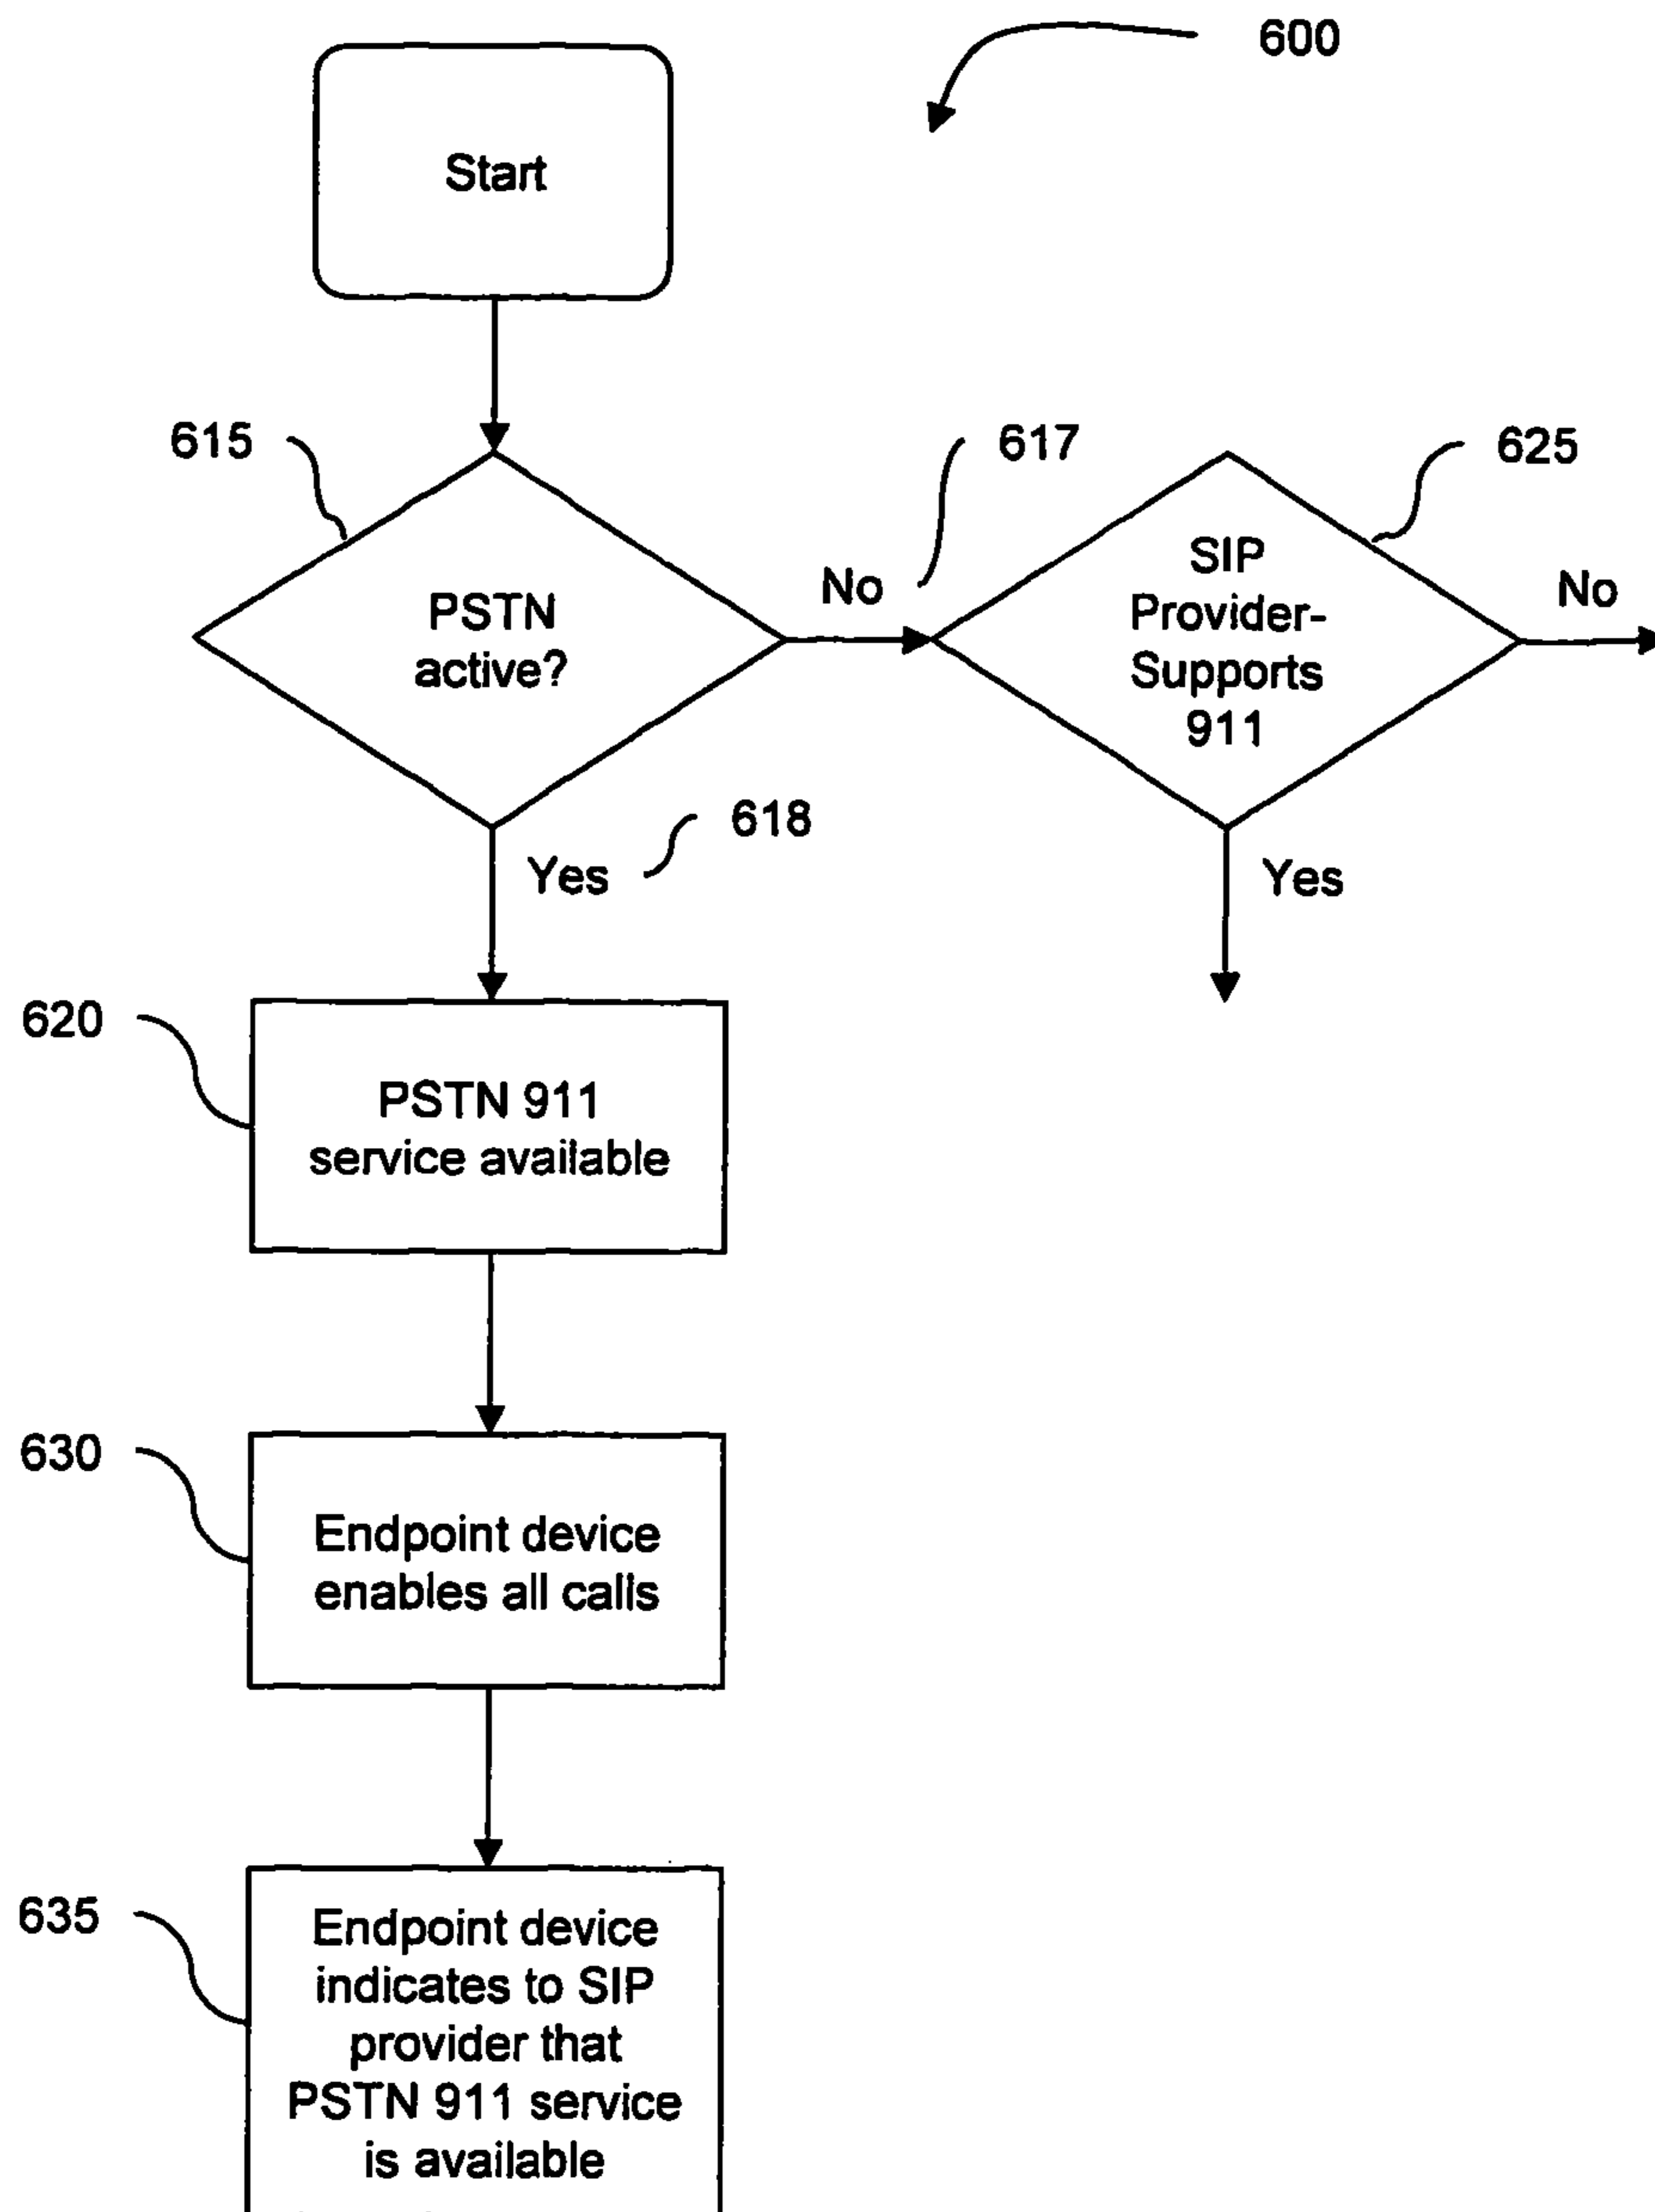 600
Start
615
617
625
PSTN
active?
No
SIP
Provider-
Supports
911
No
618
Yes
Yes
620
PSTN 911
service available
630
Endpoint device
enables all calls
635
Endpoint device
indicates to SIP
provider that
PSTN 911 service
is available